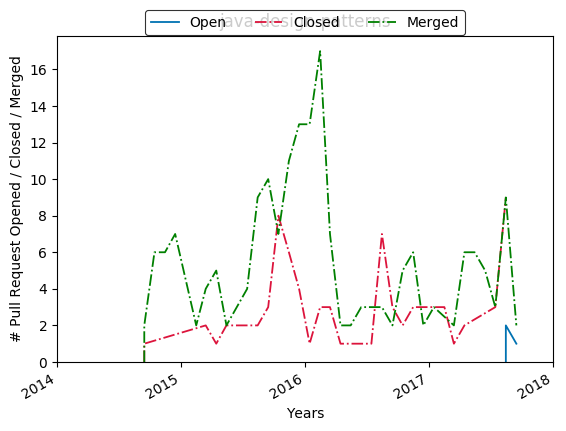 java-design-patterns
Open Closed Merged
# Pull Request Opened / Closed / Merged
16
14
12
10
8
6
4
2
0
2014 2015 2016 2017 2018
Years